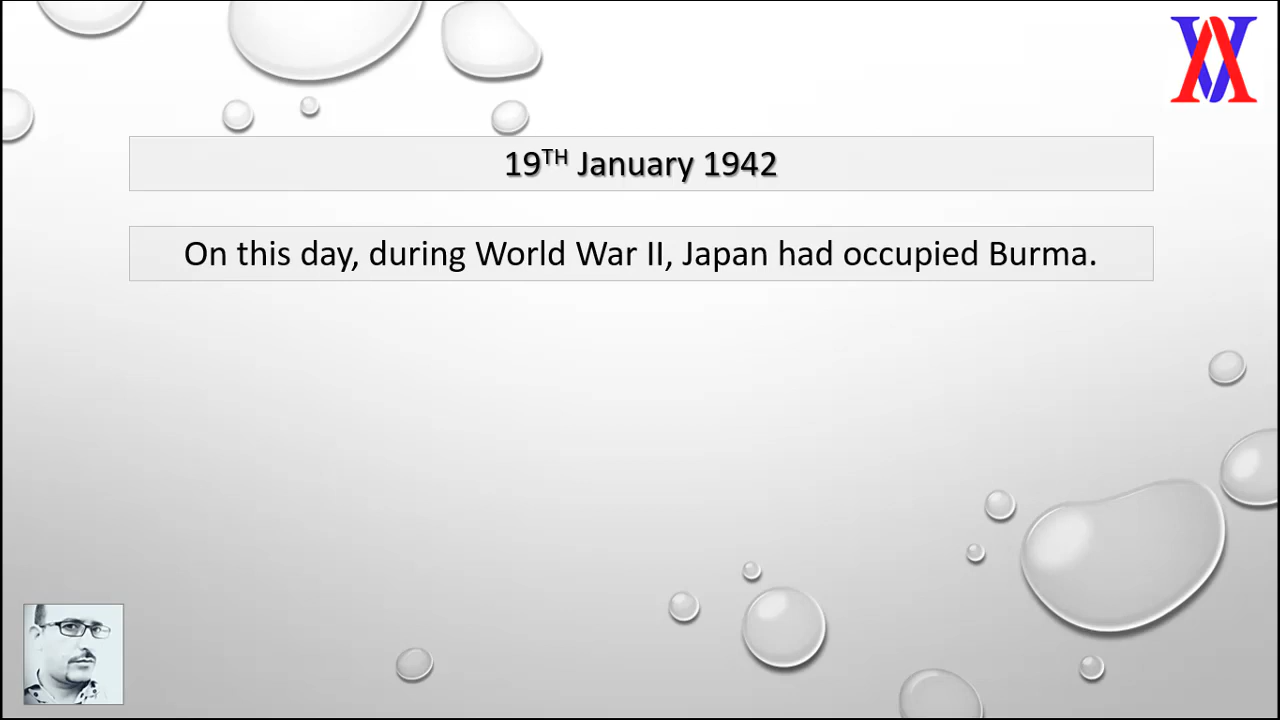 19TH January 1942
On this day, during World War II, Japan had occupied Burma.